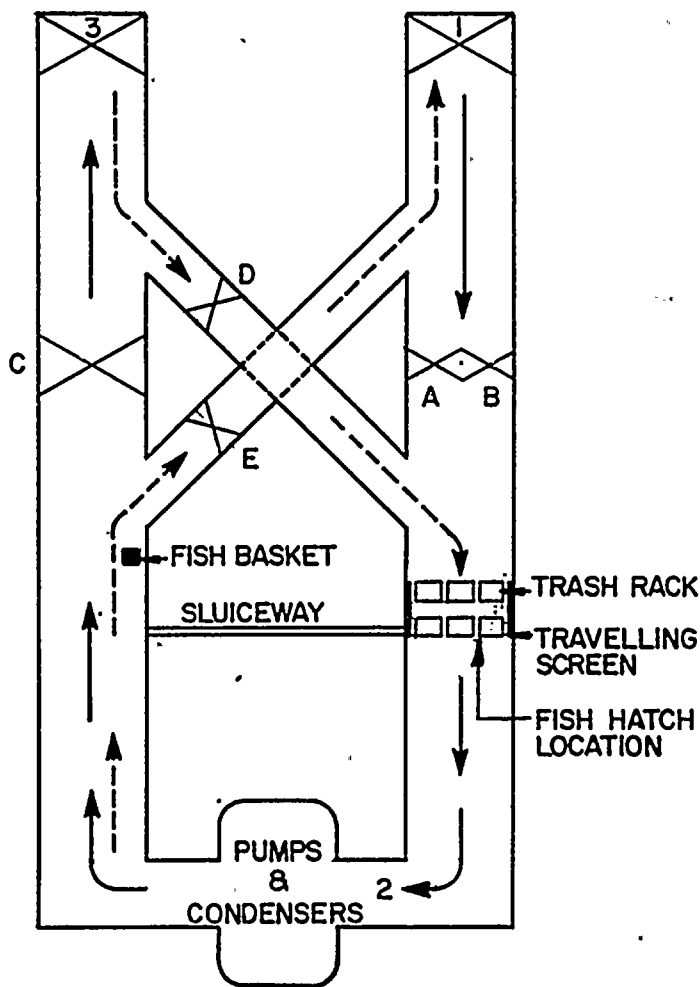 3
1
D
C
A
B
E
FISH BASKET
TRASH RACK
SLUICEWAY
TRAVELLING
SCREEN
FISH HATCH
LOCATION
PUMPS
&
2
CONDENSERS